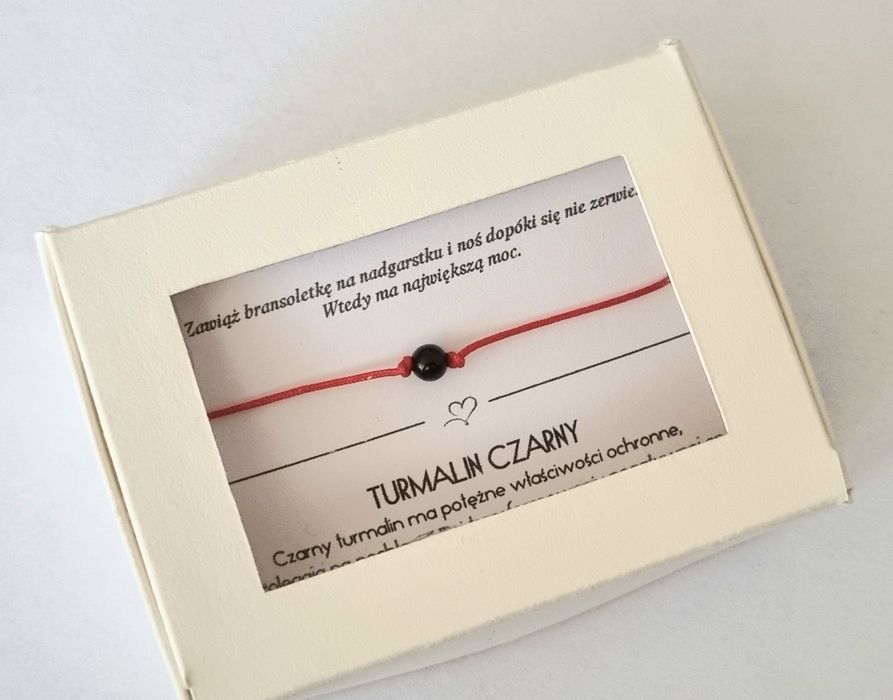 Zawiąż bransoletkę na nadgarstku i noś dopóki się nie zerwie.
Wtedy ma największą moc.
TURMALIN CZARNY
Czarny turmalin ma potężne właściwości ochronne,